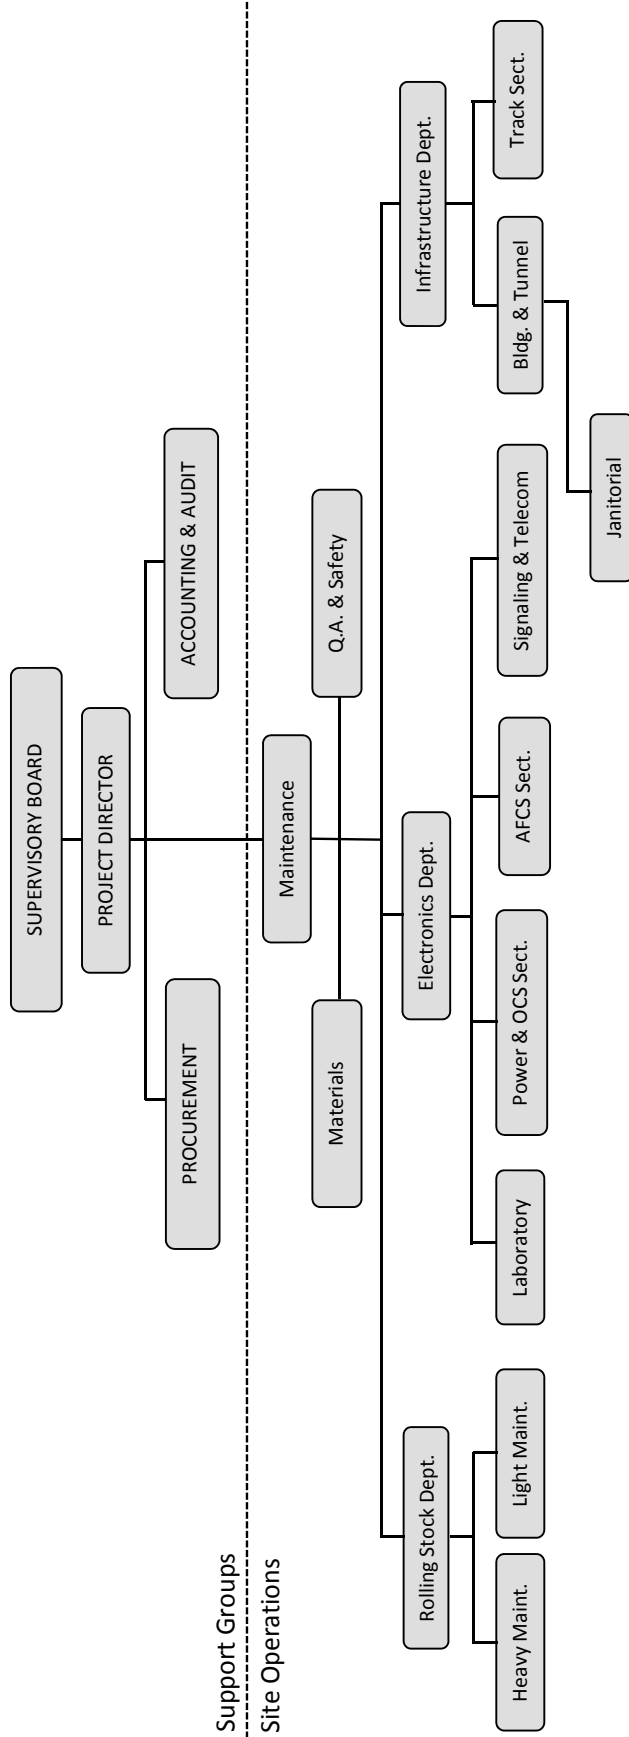 SUPERVISORY BOARD
PROJECT DIRECTOR
PROCUREMENT
ACCOUNTING & AUDIT
Support Groups
Site Operations
Maintenance
Materials
Q.A. & Safety
Rolling Stock Dept.
Electronics Dept.
Infrastructure Dept.
Heavy Maint.
Light Maint.
Laboratory
Power & OCS Sect.
AFCS Sect.
Signaling & Telecom
Bldg. & Tunnel
Track Sect.
Janitorial